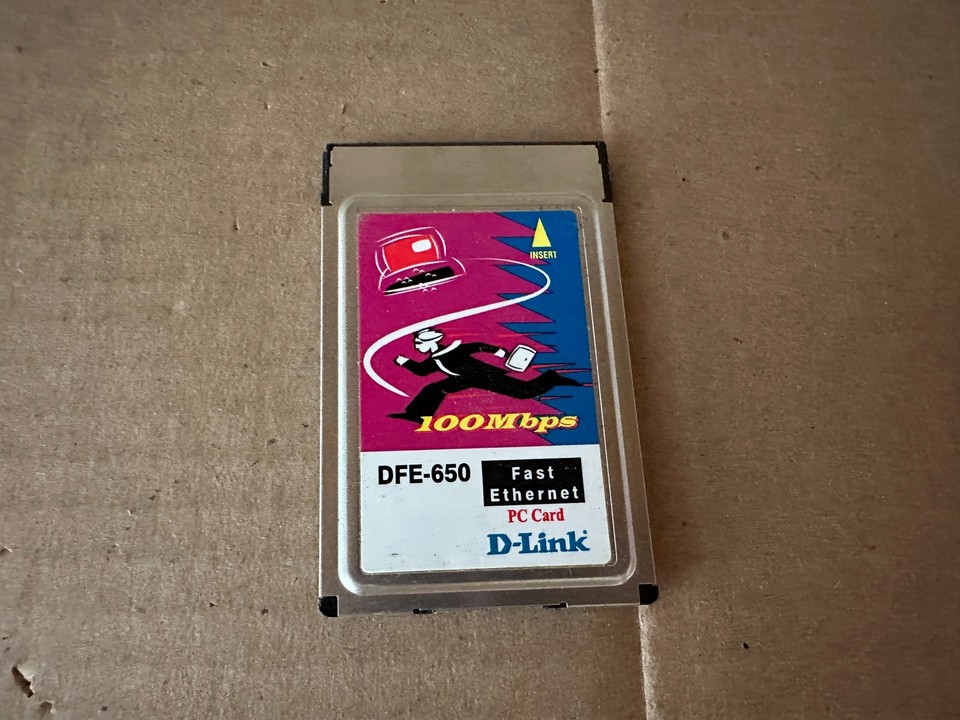 INSERT
100Mbps
DFE-650
Fast
Ethernet
PC Card
D-Link